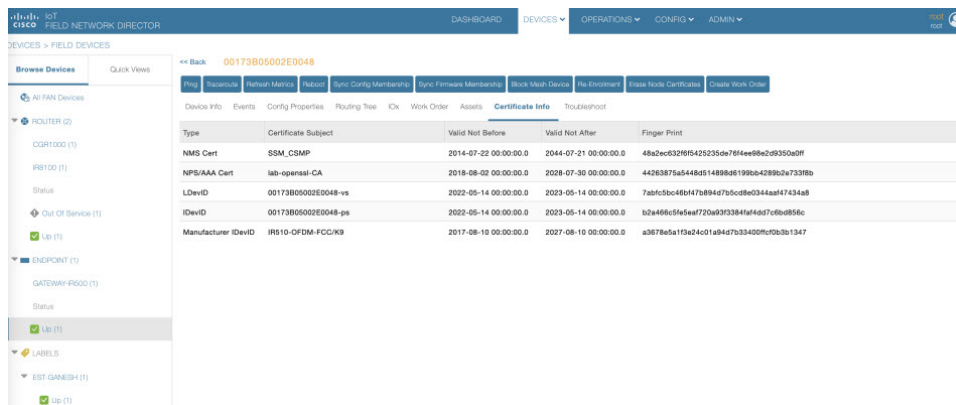 cisco IoT
FIELD NETWORK DIRECTOR
DASHBOARD DEVICES OPERATIONS CONFIG ADMIN
root
root
DEVICES > FIELD DEVICES
Browse Devices Quick Views
All FAN Devices
ROUTER (2)
CGR1000 (1)
IR8100 (1)
Status
Out Of Service (1)
Up (1)
ENDPOINT (1)
GATEWAY-IR500 (1)
Status
Up (1)
LABELS
EST-GANESH (1)
Up (1)
<< Back 00173B05002E0048
Ping Traceroute Refresh Metrics Reboot Sync Config Membership Sync Firmware Membership Block Mesh Device Re-Enrolment Erase Node Certificates Create Work Order
Device Info Events Config Properties Routing Tree IOx Work Order Assets Certificate Info Troubleshoot
Type Certificate Subject Valid Not Before Valid Not After Finger Print
NMS Cert SSM_CSMP 2014-07-22 00:00:00.0 2044-07-21 00:00:00.0 48a2ec632f6f5425235de76f4ee98e2d9350a0ff
NPS/AAA Cert lab-openssl-CA 2018-08-02 00:00:00.0 2028-07-30 00:00:00.0 44263875a5448d514898d6199bb4289b2e733f8b
LDevID 00173B05002E0048-vs 2022-05-14 00:00:00.0 2023-05-14 00:00:00.0 7abfc5bc46bf47b894d7b5cd8e0344aaf47434a8
IDevID 00173B05002E0048-ps 2022-05-14 00:00:00.0 2023-05-14 00:00:00.0 b2a466c5fe5eaf720a93f3384faf4dd7c6bd856c
Manufacturer IDevID IR510-OFDM-FCC/K9 2017-08-10 00:00:00.0 2027-08-10 00:00:00.0 a3678e5a1f3e24c01a94d7b33400ffcf0b3b1347